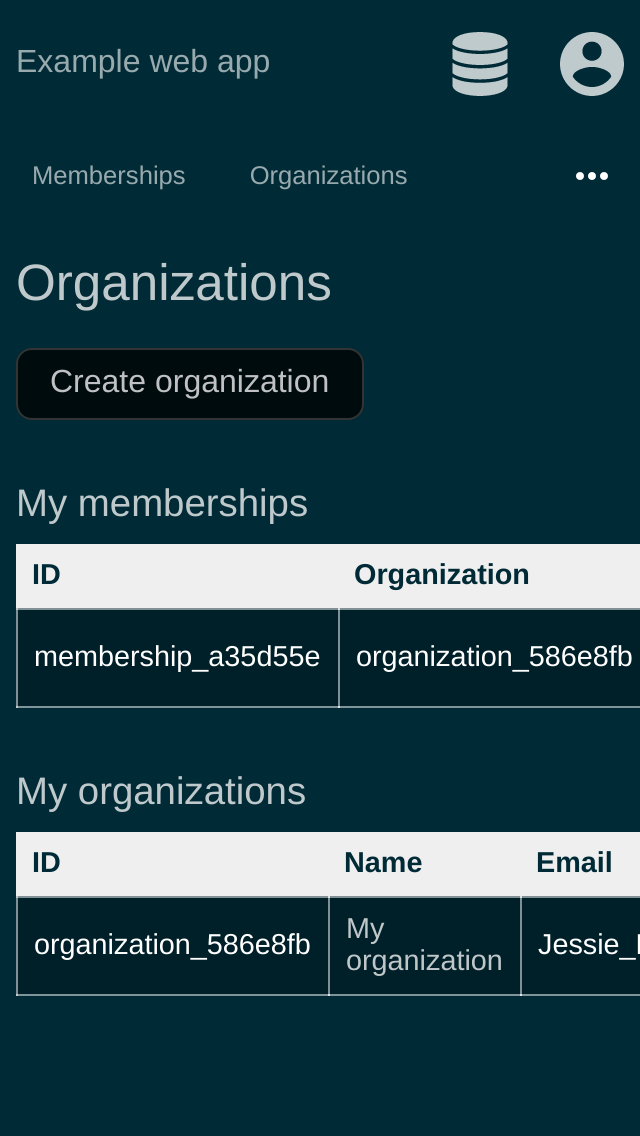 Example web app
Memberships Organizations
Organizations
Create organization
My memberships
ID Organization
membership_a35d55e organization_586e8fb
My organizations
ID Name Email
organization_586e8fb My organization Jessie_